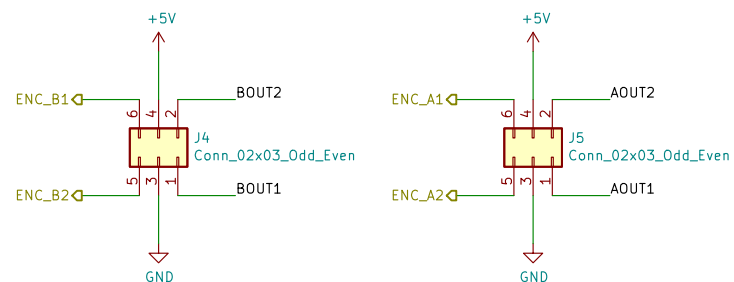 +5V
+5V
ENC_B1
BOUT2
ENC_A1
AOUT2
6 4 2
6 4 2
J4
J5
Conn_02x03_Odd_Even
Conn_02x03_Odd_Even
5 3 1
5 3 1
ENC_B2
BOUT1
ENC_A2
AOUT1
GND
GND